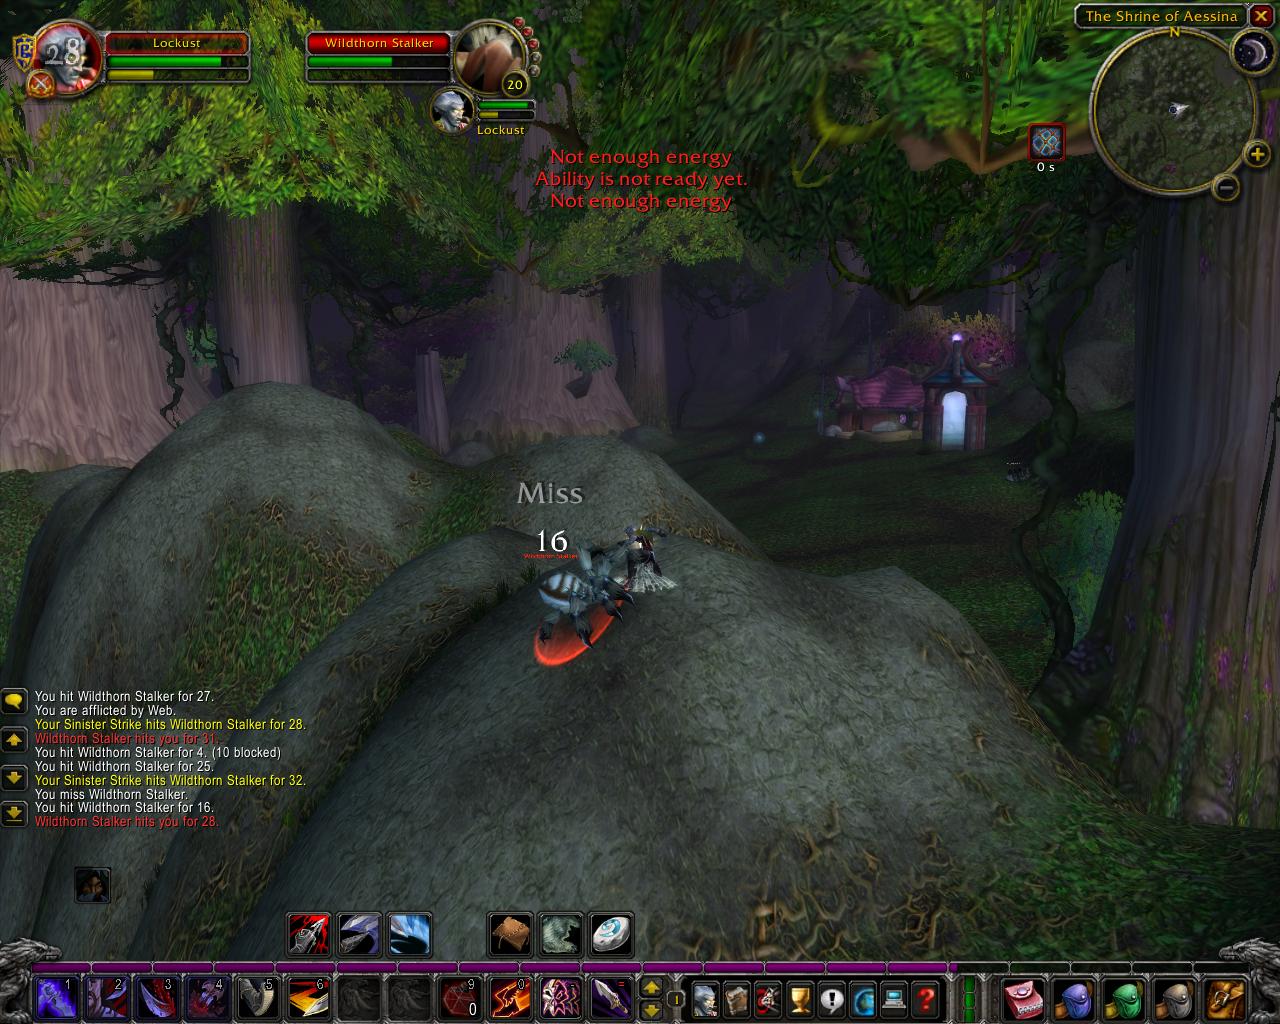 The Shrine of Aessina
N
Lockust
28
Wildthorn Stalker
20
Lockust
0 s
Not enough energy
Ability is not ready yet.
Not enough energy
Miss
16
Wildthorn Stalker
You hit Wildthorn Stalker for 27.
You are afflicted by Web.
Your Sinister Strike hits Wildthorn Stalker for 28.
Wildthorn Stalker hits you for 31.
You hit Wildthorn Stalker for 4. (10 blocked)
You hit Wildthorn Stalker for 25.
Your Sinister Strike hits Wildthorn Stalker for 32.
You miss Wildthorn Stalker.
You hit Wildthorn Stalker for 16.
Wildthorn Stalker hits you for 28.
1 2 3 4 5 6 9 0 =
0
1